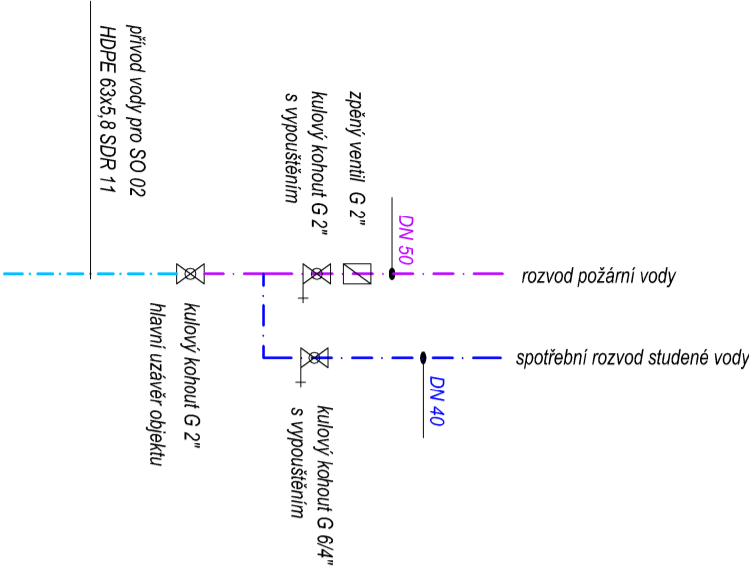 přívod vody pro SO 02
HDPE 63x5,8 SDR 11
zpěný ventil G 2"
kulový kohout G 2"
s vypouštěním
DN 50
rozvod požární vody
spotřební rozvod studené vody
DN 40
kulový kohout G 2"
hlavní uzávěr objektu
kulový kohout G 6/4"
s vypouštěním